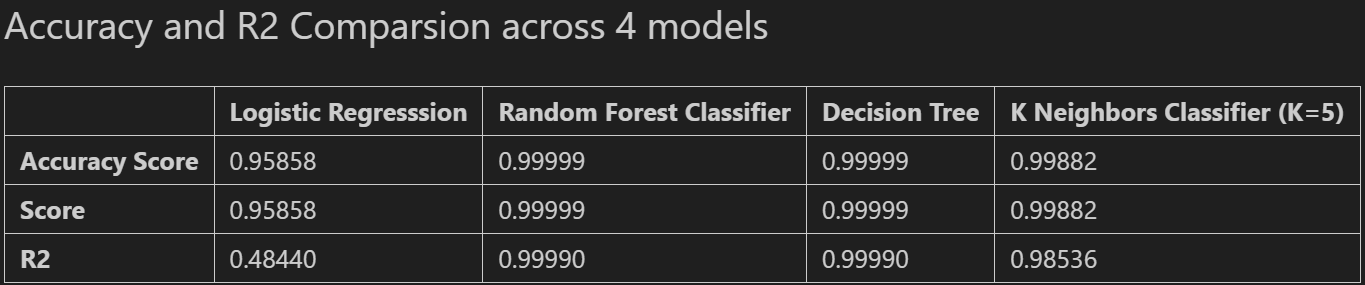 Accuracy and R2 Comparsion across 4 models
Logistic Regresssion Random Forest Classifier Decision Tree K Neighbors Classifier (K=5)
Accuracy Score 0.95858 0.99999 0.99999 0.99882
Score 0.95858 0.99999 0.99999 0.99882
R2 0.48440 0.99990 0.99990 0.98536